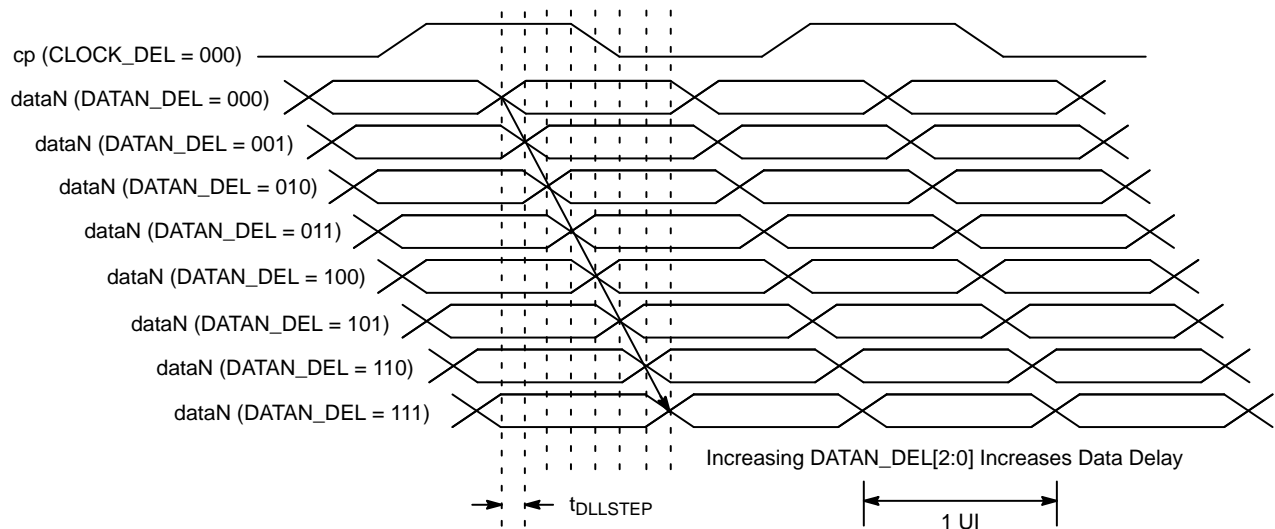 cp (CLOCK_DEL = 000)
dataN (DATAN_DEL = 000)
dataN (DATAN_DEL = 001)
dataN (DATAN_DEL = 010)
dataN (DATAN_DEL = 011)
dataN (DATAN_DEL = 100)
dataN (DATAN_DEL = 101)
dataN (DATAN_DEL = 110)
dataN (DATAN_DEL = 111)
Increasing DATAN_DEL[2:0] Increases Data Delay
tDLLSTEP
1 UI